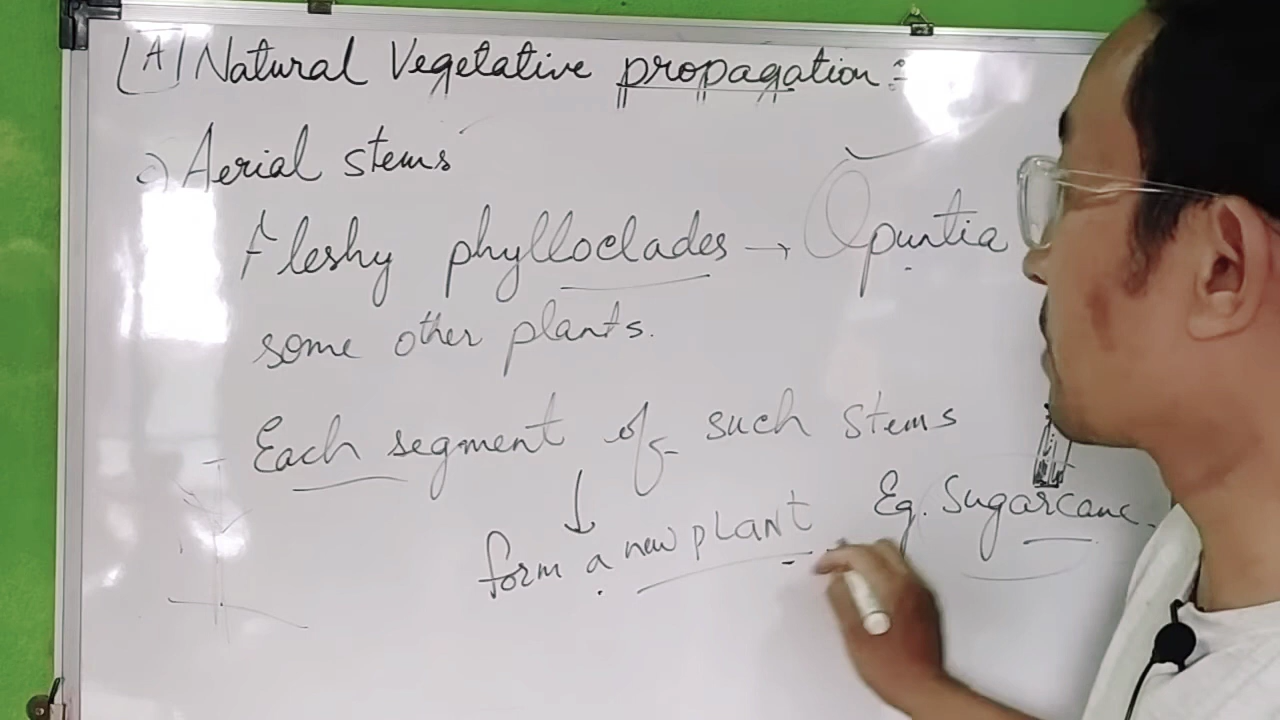 [A] Natural Vegetative propagation :-
c) Aerial stems
Fleshy phylloclades → Opuntia
some other plants.
- Each segment of such stems
↓
form a new plant Eg. Sugarcane.